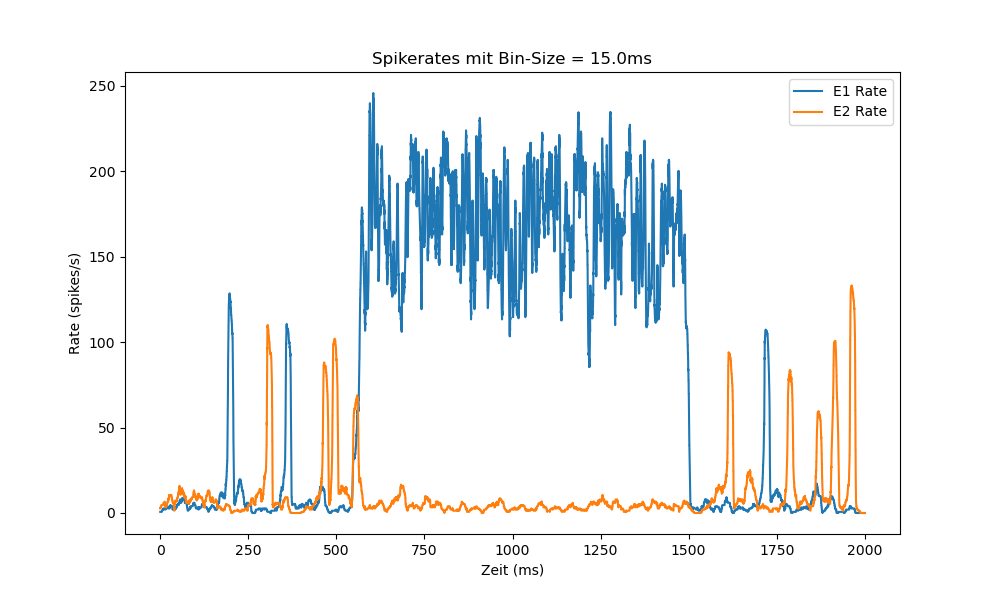 Spikerates mit Bin-Size = 15.0ms
E1 Rate
E2 Rate
250
200
150
100
50
0
Rate (spikes/s)
0 250 500 750 1000 1250 1500 1750 2000
Zeit (ms)